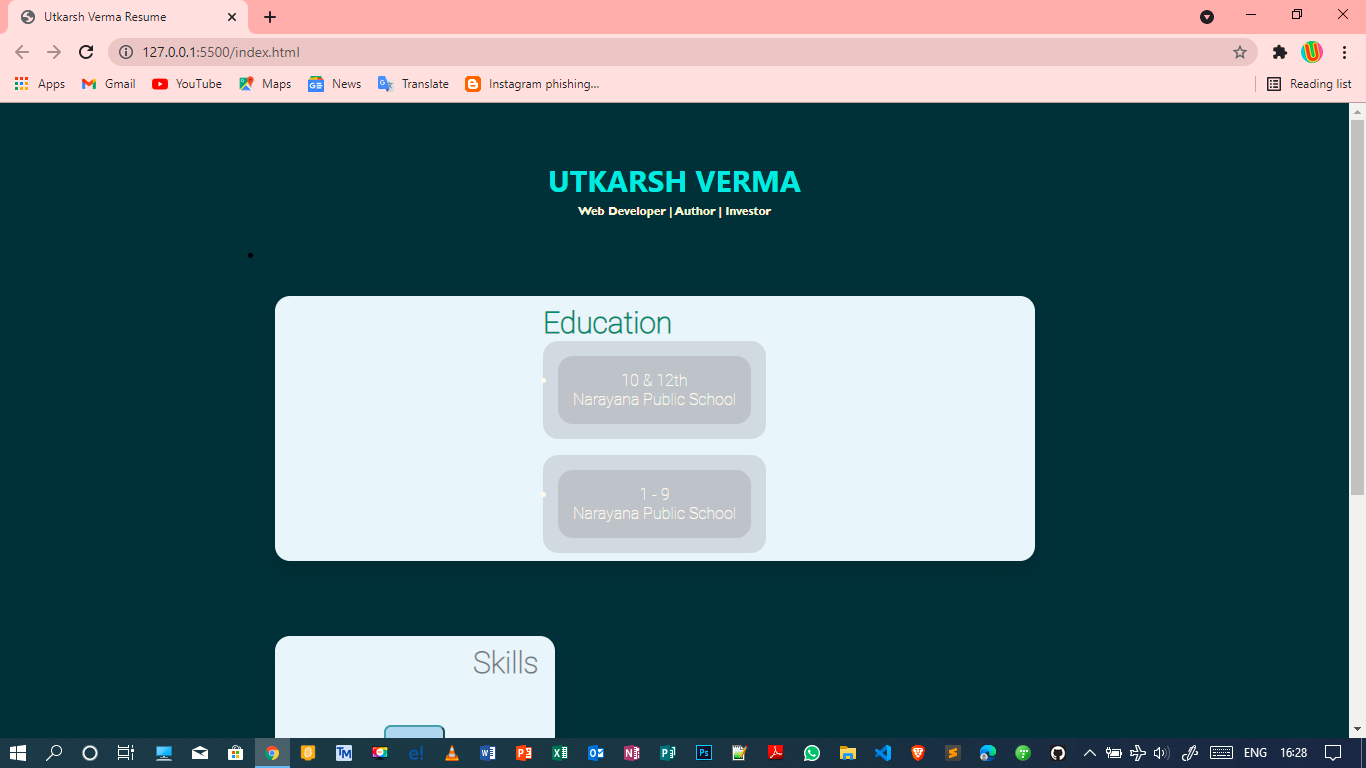 Utkarsh Verma Resume
127.0.0.1:5500/index.html
Apps Gmail YouTube Maps News Translate Instagram phishing... Reading list
UTKARSH VERMA
Web Developer | Author | Investor
Education
10 & 12th
Narayana Public School
1 - 9
Narayana Public School
Skills
ENG 16:28